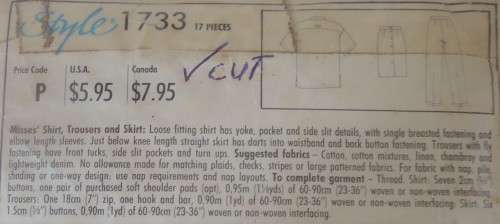 Style 1733 17 PIECES
✓CUT
Price Code U.S.A. Canada
P $5.95 $7.95
Misses' Shirt, Trousers and Skirt: Loose fitting shirt has yoke, pocket and side slit details, with single breasted fastening and
elbow length sleeves. Just below knee length straight skirt has darts into waistband and back button fastening. Trousers with fly
fastening have front tucks, side slit pockets and turn ups. Suggested fabrics - Cotton, cotton mixtures, linen, chambray and
lightweight denim. No allowance made for matching plaids, checks, stripes or large patterned fabrics. For fabric with nap, pile,
shading or one-way design: use nap requirements and nap layouts. To complete garment - Thread. Shirt: Seven 2cm
buttons, one pair of purchased soft shoulder pads (opt), 0.95m (1⅛yds) of 60-90cm (23-36") woven or non-woven interfacing.
Trousers: One 18cm (7") zip, one hook and bar, 0.90m (1yd) of 60-90cm (23-36") woven or non-woven interfacing. Skirt: Six
1.5cm (⅝") buttons, 0,90m (1yd) of 60-90cm (23-36") woven or non-woven interfacing.